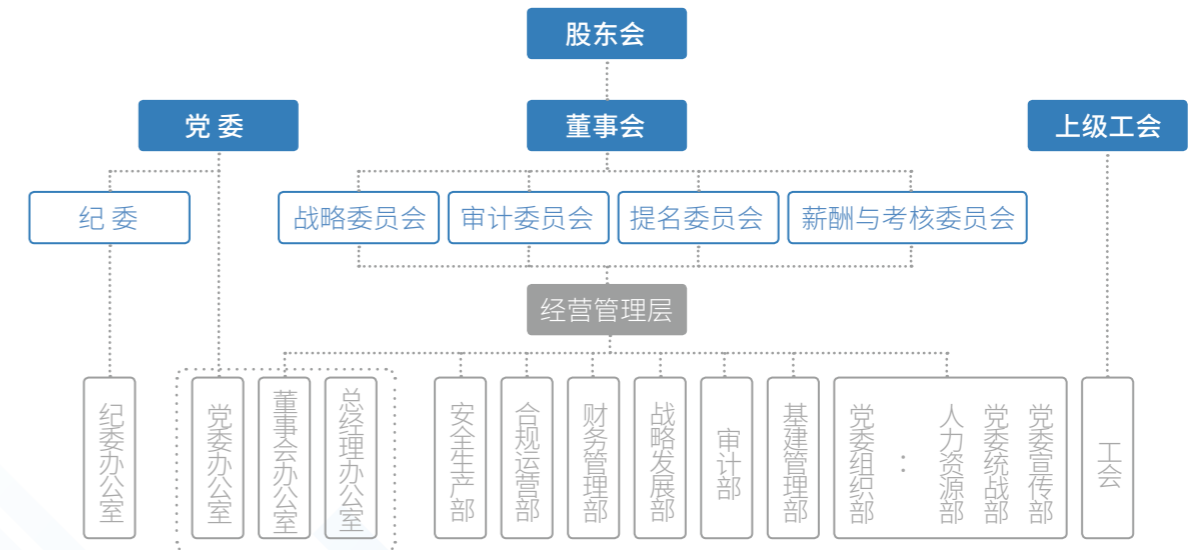 股东会
党 委
董事会
上级工会
纪 委
战略委员会
审计委员会
提名委员会
薪酬与考核委员会
经营管理层
纪委办公室
党委办公室
董事会办公室
总经理办公室
安全生产部
合规运营部
财务管理部
战略发展部
审计部
基建管理部
党委组织部
：
人力资源部
党委统战部
党委宣传部
工会